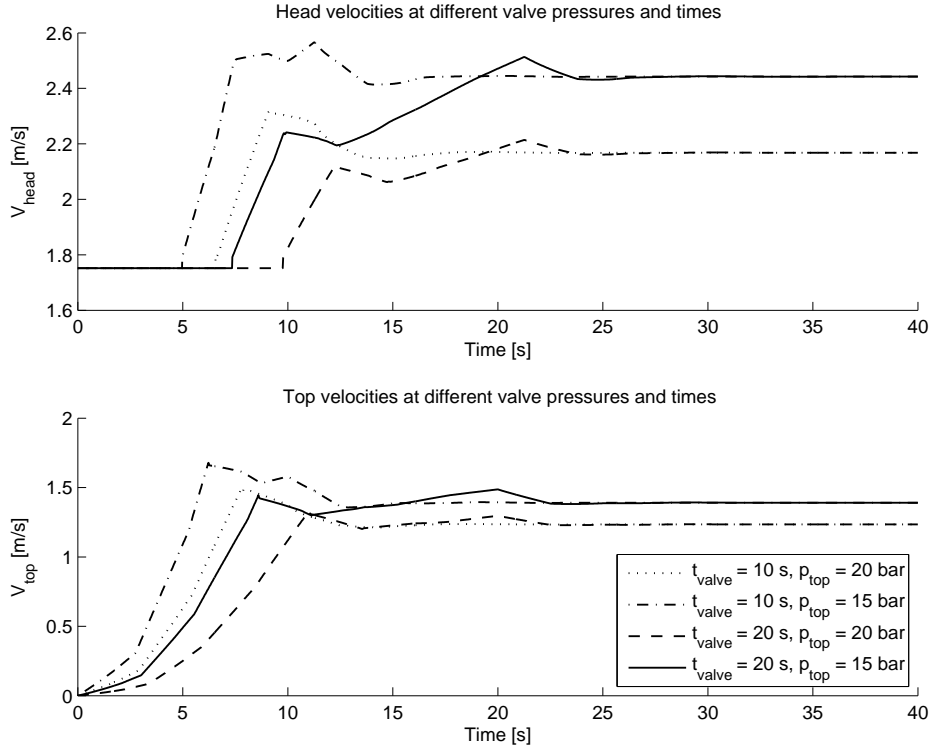 Head velocities at different valve pressures and times
2.6
2.4
2.2
2
1.8
1.6
V_head [m/s]
0 5 10 15 20 25 30 35 40
Time [s]
Top velocities at different valve pressures and times
2
1.5
1
0.5
0
V_top [m/s]
t_valve = 10 s, p_top = 20 bar
t_valve = 10 s, p_top = 15 bar
t_valve = 20 s, p_top = 20 bar
t_valve = 20 s, p_top = 15 bar
0 5 10 15 20 25 30 35 40
Time [s]